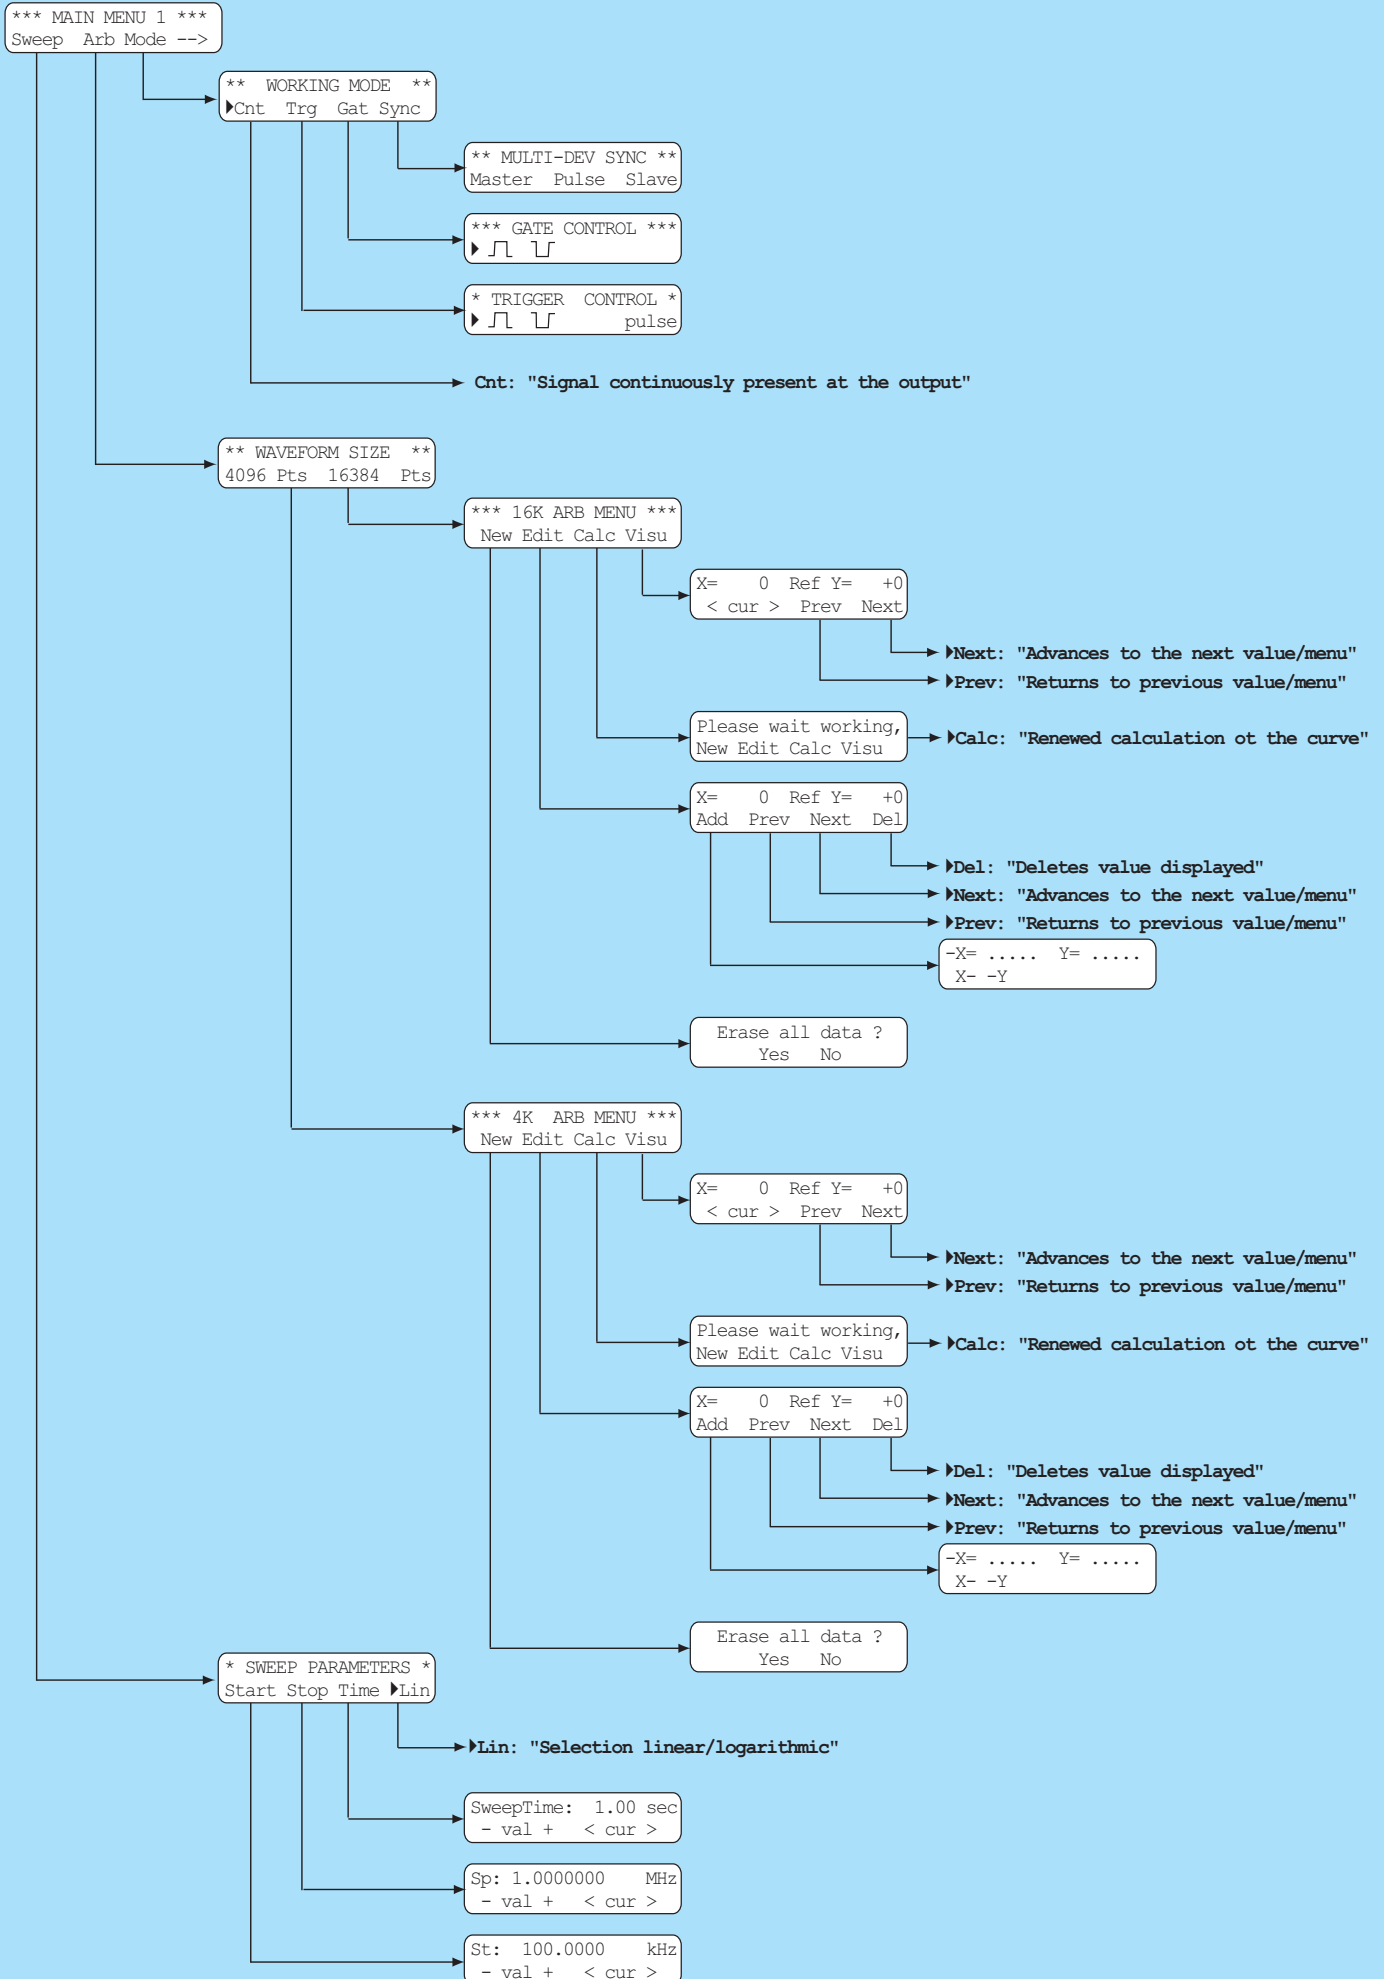 *** MAIN MENU 1 ***
Sweep Arb Mode -->
** WORKING MODE **
Cnt Trg Gat Sync
** MULTI-DEV SYNC **
Master Pulse Slave
*** GATE CONTROL ***
* TRIGGER CONTROL *
pulse
Cnt: "Signal continuously present at the output"
** WAVEFORM SIZE **
4096 Pts 16384 Pts
*** 16K ARB MENU ***
New Edit Calc Visu
X= 0 Ref Y= +0
< cur > Prev Next
Next: "Advances to the next value/menu"
Prev: "Returns to previous value/menu"
Please wait working,
New Edit Calc Visu
Calc: "Renewed calculation ot the curve"
X= 0 Ref Y= +0
Add Prev Next Del
Del: "Deletes value displayed"
Next: "Advances to the next value/menu"
Prev: "Returns to previous value/menu"
-X= ..... Y= .....
X- -Y
Erase all data ?
Yes No
*** 4K ARB MENU ***
New Edit Calc Visu
X= 0 Ref Y= +0
< cur > Prev Next
Next: "Advances to the next value/menu"
Prev: "Returns to previous value/menu"
Please wait working,
New Edit Calc Visu
Calc: "Renewed calculation ot the curve"
X= 0 Ref Y= +0
Add Prev Next Del
Del: "Deletes value displayed"
Next: "Advances to the next value/menu"
Prev: "Returns to previous value/menu"
-X= ..... Y= .....
X- -Y
Erase all data ?
Yes No
* SWEEP PARAMETERS *
Start Stop Time Lin
Lin: "Selection linear/logarithmic"
SweepTime: 1.00 sec
- val + < cur >
Sp: 1.0000000 MHz
- val + < cur >
St: 100.0000 kHz
- val + < cur >